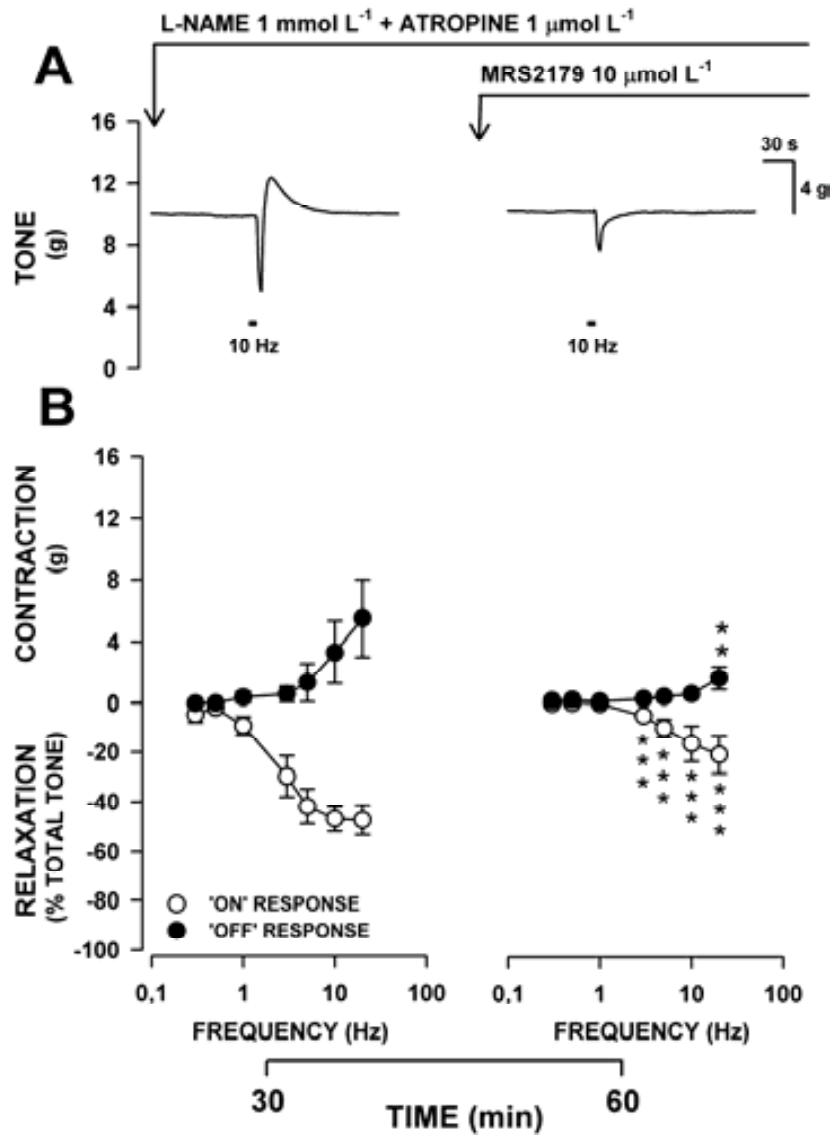 L-NAME 1 mmol L⁻¹ + ATROPINE 1 μmol L⁻¹
A
MRS2179 10 μmol L⁻¹
16
12
8
4
0
TONE
(g)
30 s
4 g
10 Hz
10 Hz
B
CONTRACTION
(g)
16
12
8
4
0
-20
-40
-60
-80
-100
RELAXATION
(% TOTAL TONE)
* *
* * *
* * *
* * *
* * *
'ON' RESPONSE
'OFF' RESPONSE
0,1 1 10 100
0,1 1 10 100
FREQUENCY (Hz)
FREQUENCY (Hz)
30
60
TIME (min)